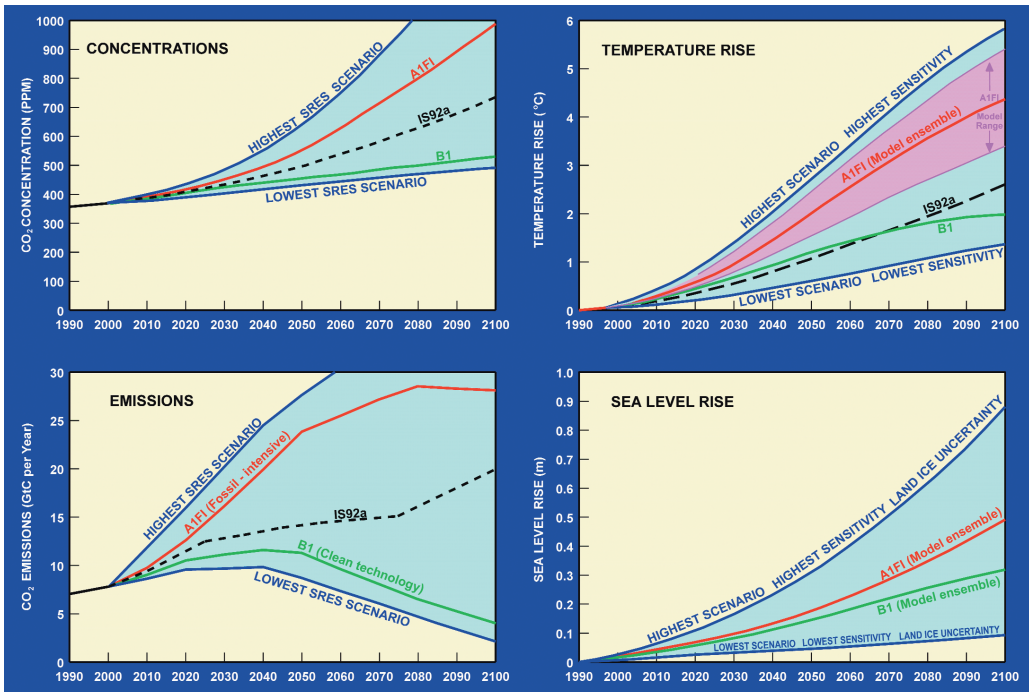 CONCENTRATIONS
CO2 CONCENTRATION (PPM)
1000
900
800
700
600
500
400
300
200
100
0
HIGHEST SRES SCENARIO
A1FI
IS92a
B1
LOWEST SRES SCENARIO
1990 2000 2010 2020 2030 2040 2050 2060 2070 2080 2090 2100
TEMPERATURE RISE
TEMPERATURE RISE (°C)
6
5
4
3
2
1
0
HIGHEST SCENARIO HIGHEST SENSITIVITY
A1FI (Model ensemble)
A1FI
Model
Range
IS92a
B1
LOWEST SCENARIO LOWEST SENSITIVITY
1990 2000 2010 2020 2030 2040 2050 2060 2070 2080 2090 2100
EMISSIONS
CO2 EMISSIONS (GtC per Year)
30
25
20
15
10
5
0
HIGHEST SRES SCENARIO
A1FI (Fossil - intensive)
IS92a
B1 (Clean technology)
LOWEST SRES SCENARIO
1990 2000 2010 2020 2030 2040 2050 2060 2070 2080 2090 2100
SEA LEVEL RISE
SEA LEVEL RISE (m)
1.0
0.9
0.8
0.7
0.6
0.5
0.4
0.3
0.2
0.1
0
HIGHEST SCENARIO HIGHEST SENSITIVITY LAND ICE UNCERTAINTY
A1FI (Model ensemble)
B1 (Model ensemble)
LOWEST SCENARIO LOWEST SENSITIVITY LAND ICE UNCERTAINTY
1990 2000 2010 2020 2030 2040 2050 2060 2070 2080 2090 2100